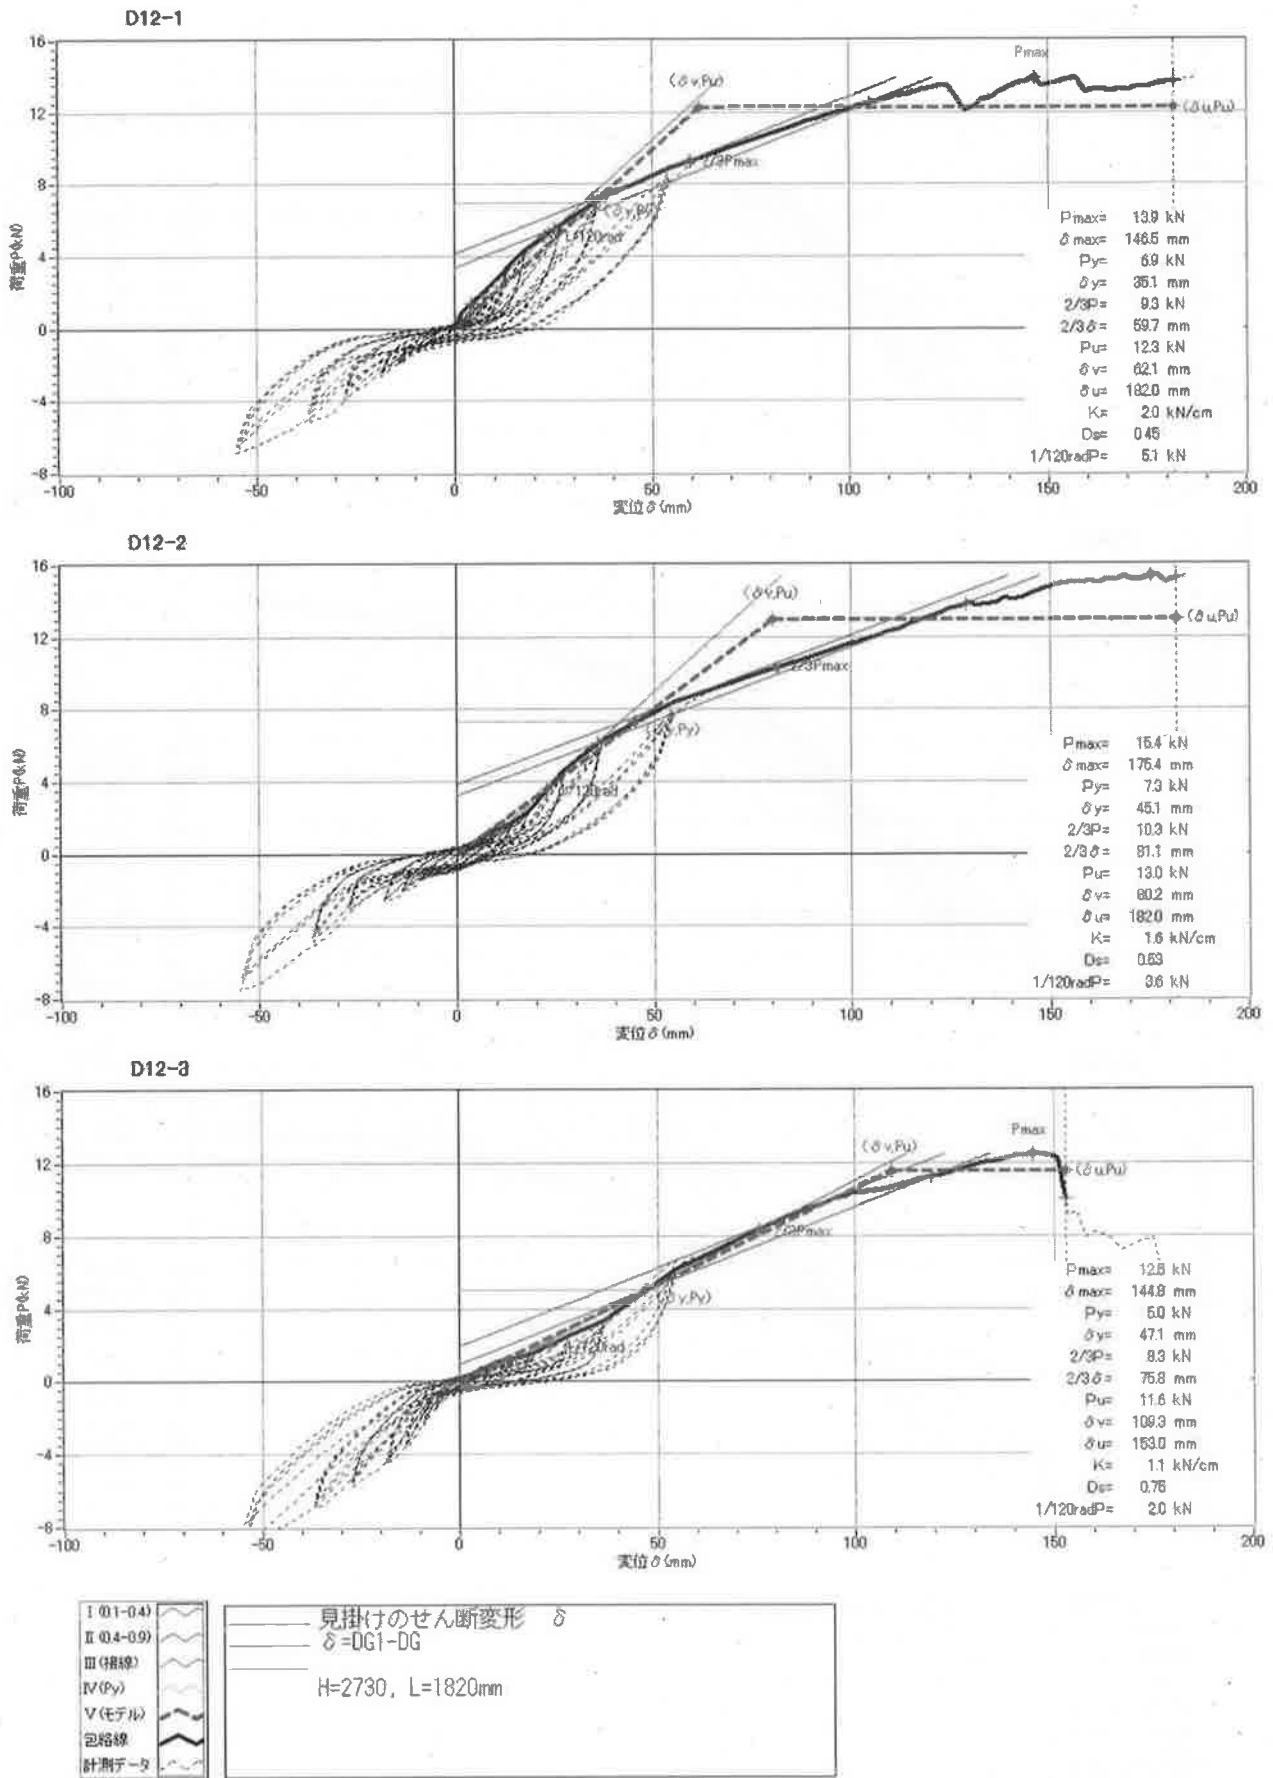 D12-1
16
12
8
4
0
-4
-8
荷重P(kN)
-100
-50
0
50
100
150
200
変位δ(mm)
(δv,Pu)
Pmax
(δu,Pu)
2/3Pmax
Pmax= 13.9 kN
δmax= 146.5 mm
Py= 6.9 kN
δy= 35.1 mm
2/3P= 9.3 kN
2/3δ= 59.7 mm
Pu= 12.3 kN
δv= 62.1 mm
δu= 182.0 mm
K= 2.0 kN/cm
Ds= 0.45
1/120radP= 5.1 kN
D12-2
16
12
8
4
0
-4
-8
荷重P(kN)
-100
-50
0
50
100
150
200
変位δ(mm)
(δv,Pu)
(δu,Pu)
2/3Pmax
Pmax= 15.4 kN
δmax= 175.4 mm
Py= 7.3 kN
δy= 45.1 mm
2/3P= 10.3 kN
2/3δ= 81.1 mm
Pu= 13.0 kN
δv= 80.2 mm
δu= 182.0 mm
K= 1.6 kN/cm
Ds= 0.53
1/120radP= 3.6 kN
D12-3
16
12
8
4
0
-4
-8
荷重P(kN)
-100
-50
0
50
100
150
200
変位δ(mm)
(δv,Pu)
Pmax
(δu,Pu)
2/3Pmax
(δy,Py)
Pmax= 12.5 kN
δmax= 144.8 mm
Py= 5.0 kN
δy= 47.1 mm
2/3P= 8.3 kN
2/3δ= 75.8 mm
Pu= 11.6 kN
δv= 109.3 mm
δu= 153.0 mm
K= 1.1 kN/cm
Ds= 0.76
1/120radP= 2.0 kN
I (0.1-0.4)
II (0.4-0.9)
III (接線)
IV (Py)
V (モデル)
包絡線
計測データ
見掛けのせん断変形 δ
δ=DG1-DG
H=2730, L=1820mm